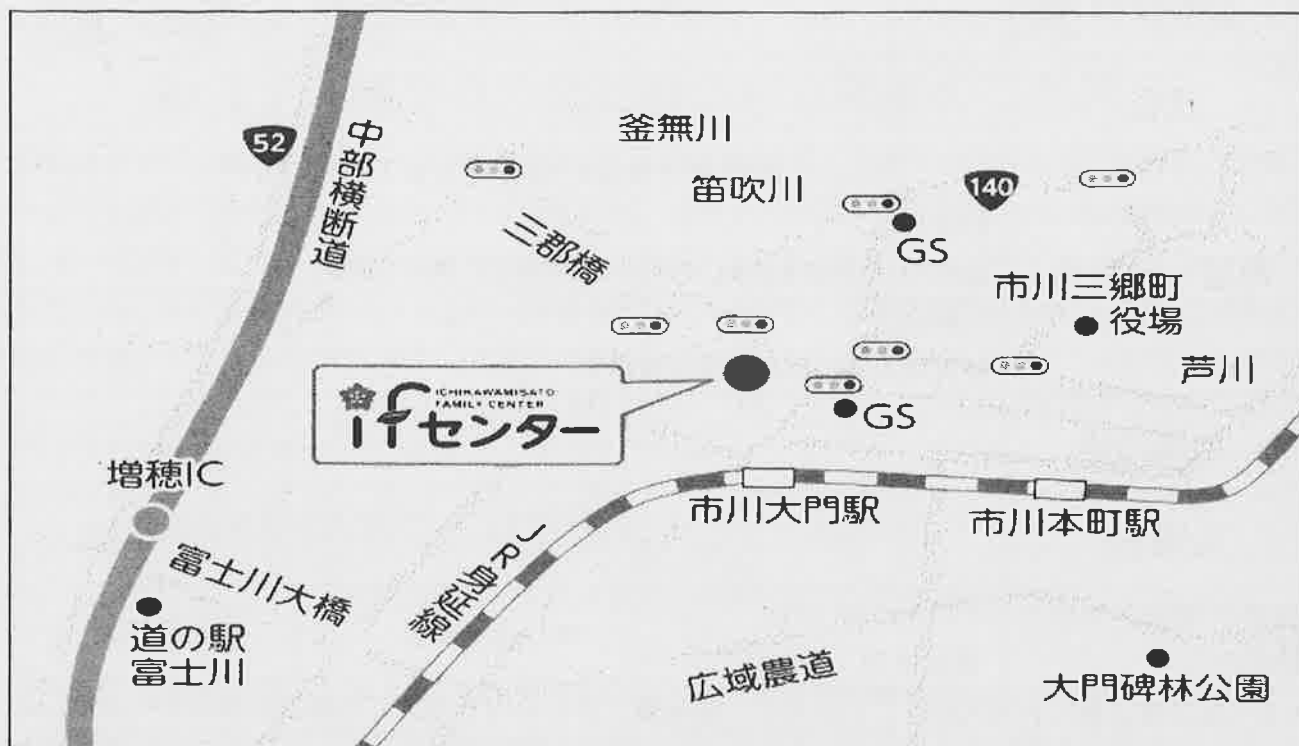 釜無川
52
中部横断道
笛吹川
140
三郡橋
GS
市川三郷町
役場
芦川
ICHIKAWAMISATO
FAMILY CENTER
ifセンター
GS
増穂IC
市川大門駅
市川本町駅
富士川大橋
JR身延線
道の駅
富士川
広域農道
大門碑林公園